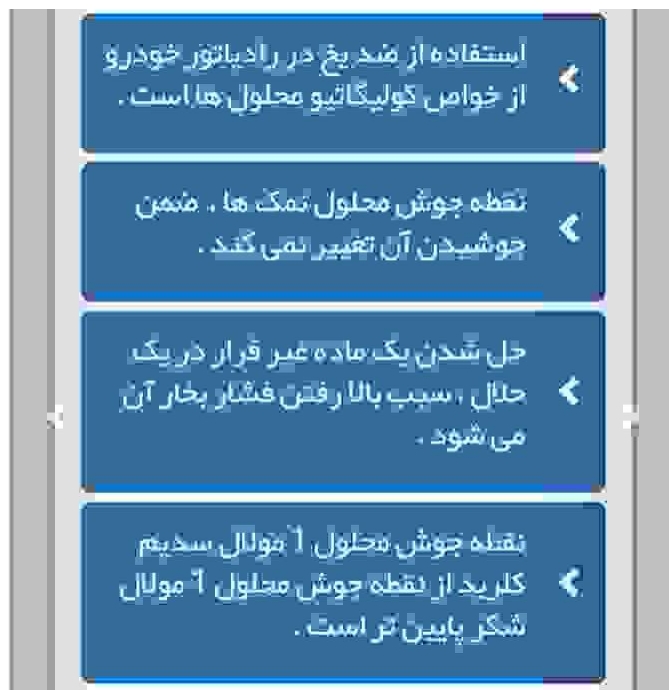 استفاده از ضد یخ در رادیاتور خودرو
از خواص کولیگاتیو محلول ها است .
نقطه جوش محلول نمک ها ، ضمن
جوشیدن آن تغییر نمی کند .
حل شدن یک ماده غیر فرار در یک
حلال ، سبب بالا رفتن فشار بخار آن
می شود .
نقطه جوش محلول 1 مولال سدیم
کلرید از نقطه جوش محلول 1 مولال
شکر پایین تر است .